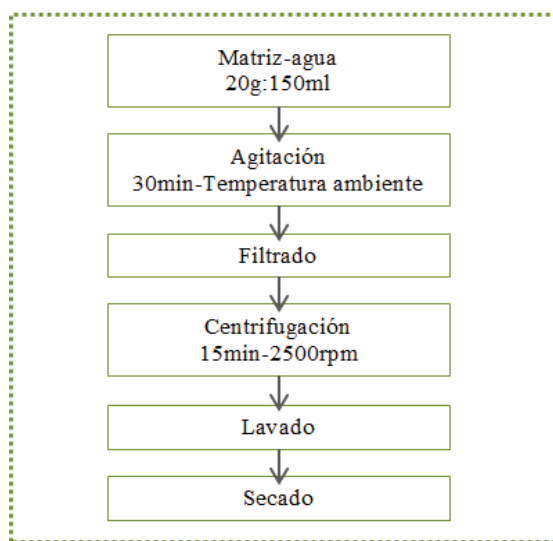 Matriz-agua
20g:150ml
Agitación
30min-Temperatura ambiente
Filtrado
Centrifugación
15min-2500rpm
Lavado
Secado